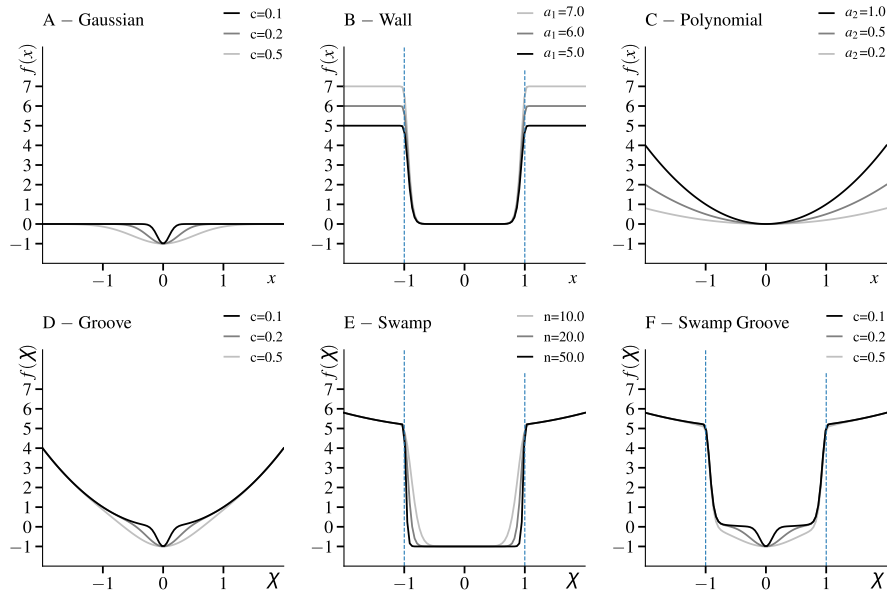 A − Gaussian
c=0.1
c=0.2
c=0.5
f(x)
7
6
5
4
3
2
1
0
−1
−1 0 1 x
B − Wall
a₁=7.0
a₁=6.0
a₁=5.0
f(x)
7
6
5
4
3
2
1
0
−1
−1 0 1 x
C − Polynomial
a₂=1.0
a₂=0.5
a₂=0.2
f(x)
7
6
5
4
3
2
1
0
−1
−1 0 1 x
D − Groove
c=0.1
c=0.2
c=0.5
f(χ)
7
6
5
4
3
2
1
0
−1
−1 0 1 χ
E − Swamp
n=10.0
n=20.0
n=50.0
f(χ)
7
6
5
4
3
2
1
0
−1
−1 0 1 χ
F − Swamp Groove
c=0.1
c=0.2
c=0.5
f(χ)
7
6
5
4
3
2
1
0
−1
−1 0 1 χ